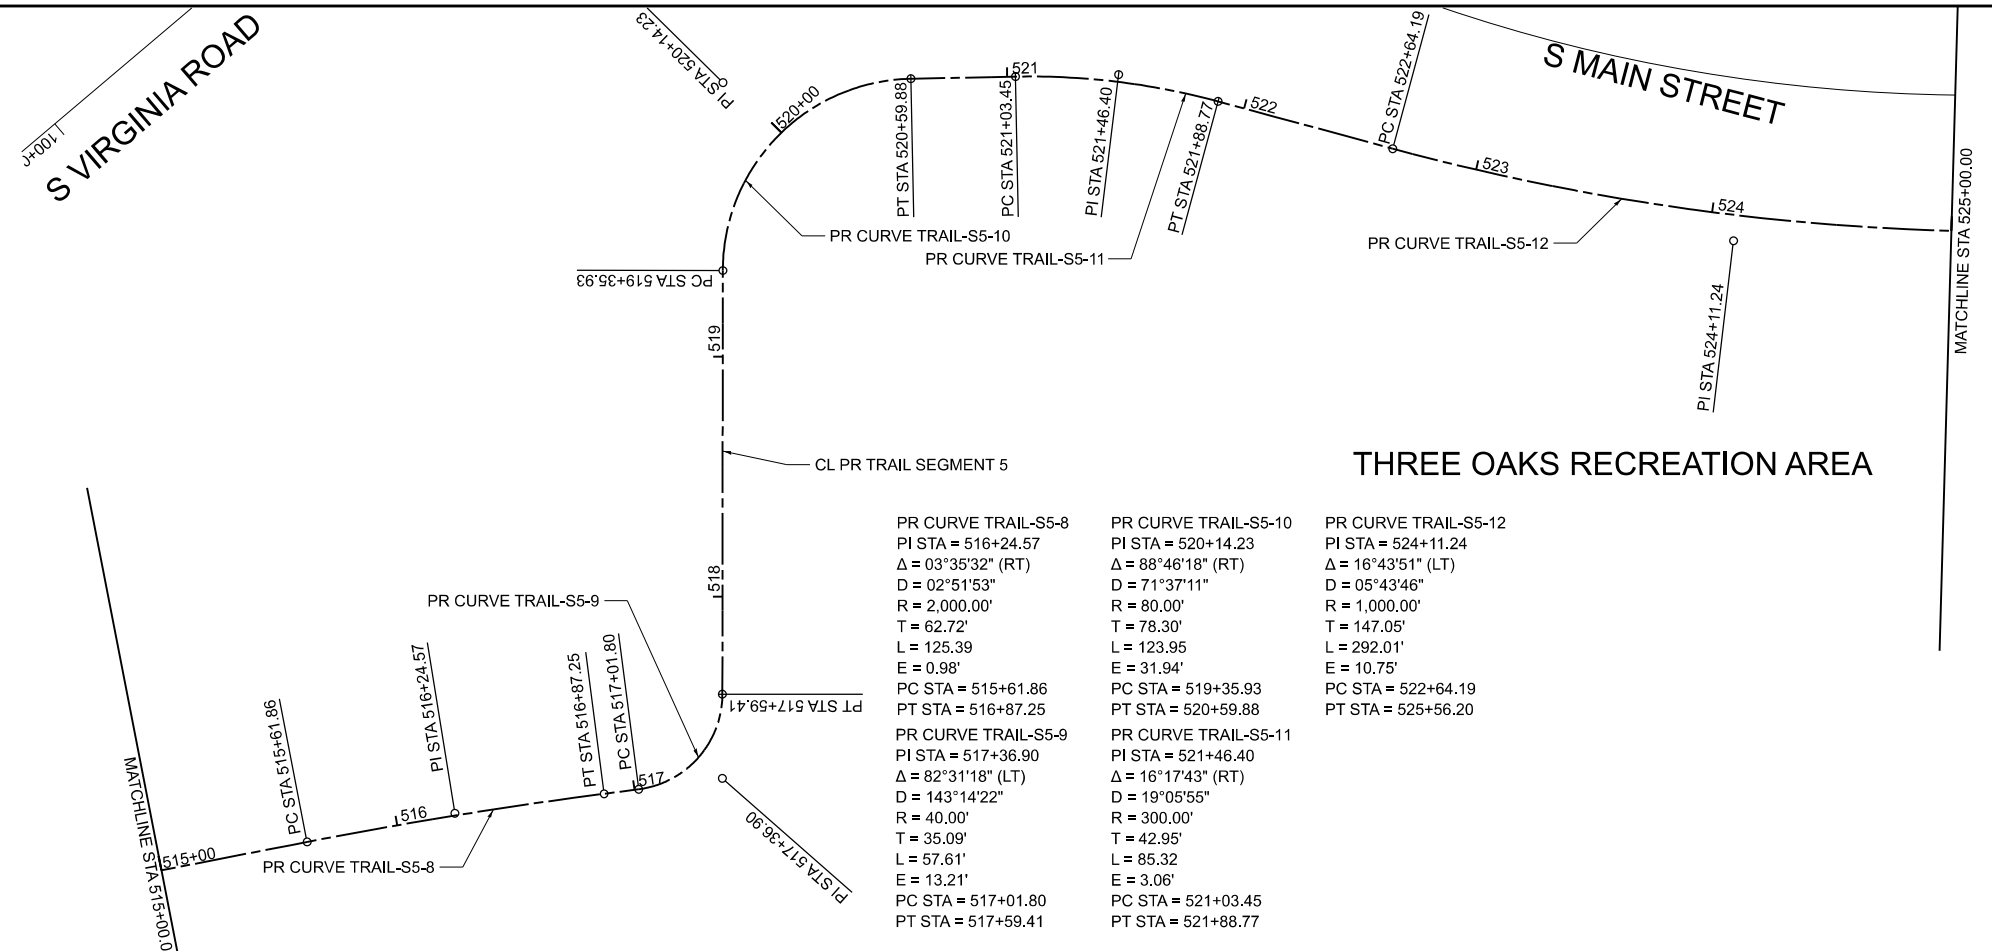 S VIRGINIA ROAD
PI STA 520+14.23
520+00
PT STA 520+59.88
PC STA 521+03.45
521
PI STA 521+46.40
PT STA 521+88.77
522
PC STA 522+64.19
S MAIN STREET
523
524
MATCHLINE STA 525+00.00
PR CURVE TRAIL-S5-10
PR CURVE TRAIL-S5-11
PR CURVE TRAIL-S5-12
PC STA 519+35.93
519
PI STA 524+11.24
CL PR TRAIL SEGMENT 5
THREE OAKS RECREATION AREA
518
PR CURVE TRAIL-S5-9
PT STA 517+59.41
PC STA 515+61.86
PI STA 516+24.57
PT STA 516+87.25
PC STA 517+01.80
517
516
515+00
PR CURVE TRAIL-S5-8
MATCHLINE STA 515+00.0
PI STA 517+36.90
PR CURVE TRAIL-S5-8
PI STA = 516+24.57
Δ = 03°35'32" (RT)
D = 02°51'53"
R = 2,000.00'
T = 62.72'
L = 125.39
E = 0.98'
PC STA = 515+61.86
PT STA = 516+87.25
PR CURVE TRAIL-S5-9
PI STA = 517+36.90
Δ = 82°31'18" (LT)
D = 143°14'22"
R = 40.00'
T = 35.09'
L = 57.61'
E = 13.21'
PC STA = 517+01.80
PT STA = 517+59.41
PR CURVE TRAIL-S5-10
PI STA = 520+14.23
Δ = 88°46'18" (RT)
D = 71°37'11"
R = 80.00'
T = 78.30'
L = 123.95
E = 31.94'
PC STA = 519+35.93
PT STA = 520+59.88
PR CURVE TRAIL-S5-11
PI STA = 521+46.40
Δ = 16°17'43" (RT)
D = 19°05'55"
R = 300.00'
T = 42.95'
L = 85.32
E = 3.06'
PC STA = 521+03.45
PT STA = 521+88.77
PR CURVE TRAIL-S5-12
PI STA = 524+11.24
Δ = 16°43'51" (LT)
D = 05°43'46"
R = 1,000.00'
T = 147.05'
L = 292.01'
E = 10.75'
PC STA = 522+64.19
PT STA = 525+56.20